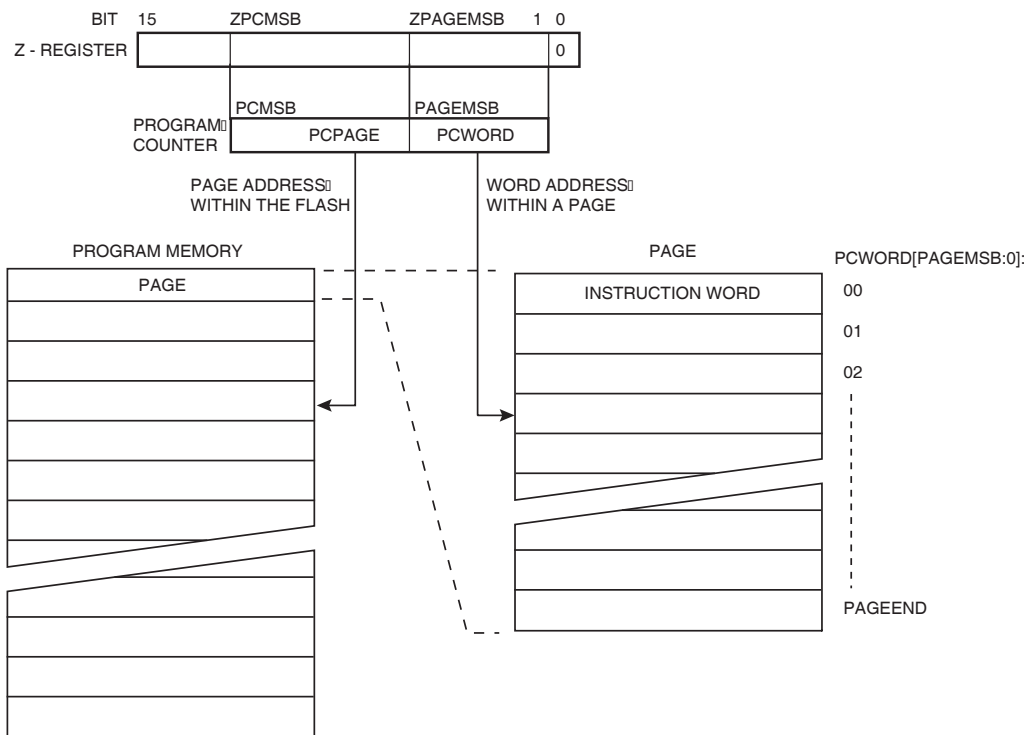 BIT 15 ZPCMSB ZPAGEMSB 1 0
Z - REGISTER 0
PCMSB PAGEMSB
PROGRAM
COUNTER
PCPAGE PCWORD
PAGE ADDRESS
WITHIN THE FLASH
WORD ADDRESS
WITHIN A PAGE
PROGRAM MEMORY
PAGE
PAGE
PCWORD[PAGEMSB:0]:
INSTRUCTION WORD
00
01
02
PAGEEND